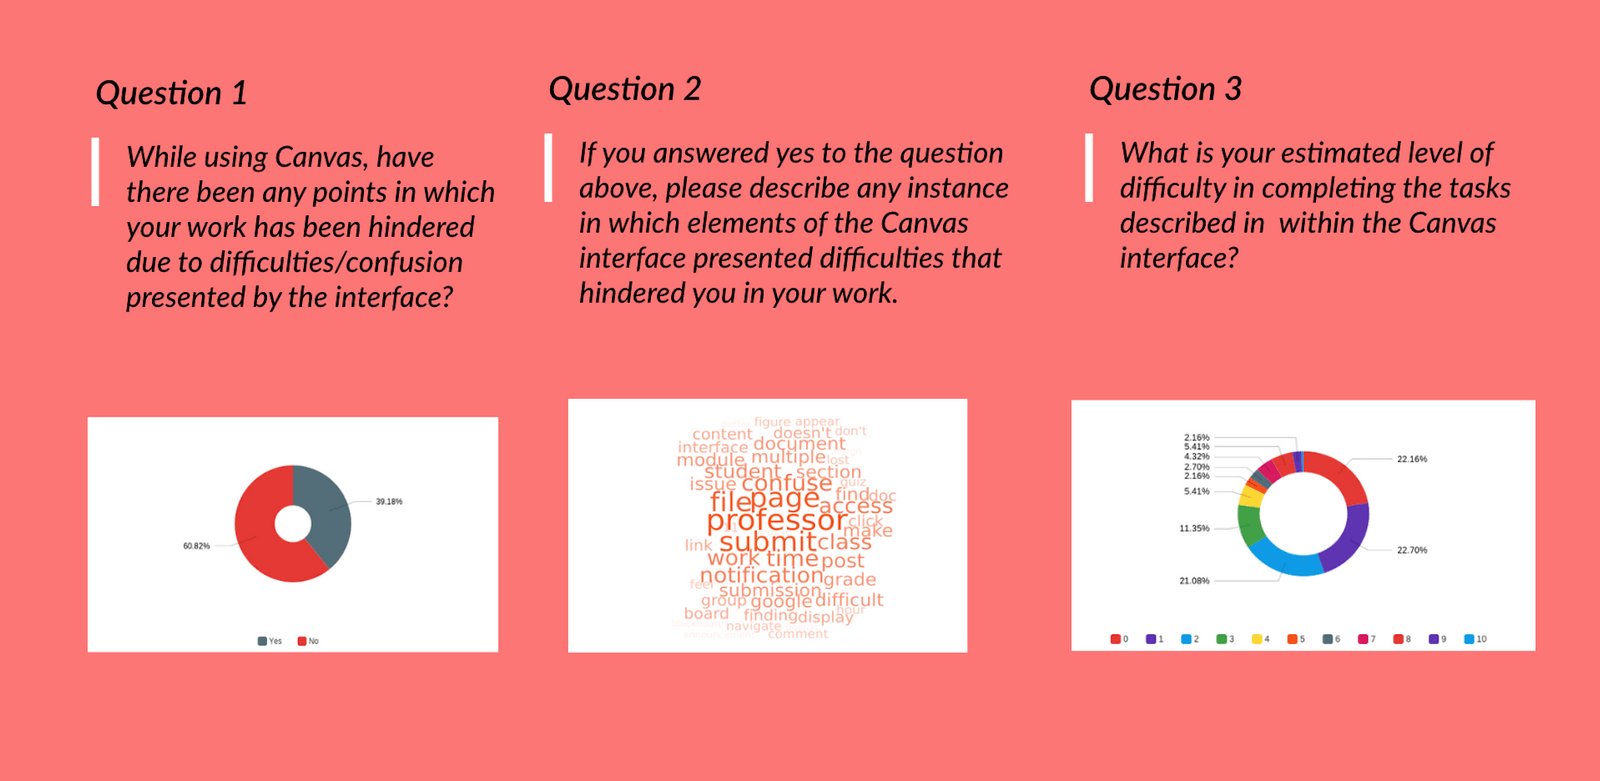 Question 1
While using Canvas, have
there been any points in which
your work has been hindered
due to difficulties/confusion
presented by the interface?
39.18%
60.82%
Yes No
Question 2
If you answered yes to the question
above, please describe any instance
in which elements of the Canvas
interface presented difficulties that
hindered you in your work.
figure appear
content doesn't don't
interface document
module multiple lost
student section
issue confuse quiz
file page find doc
access
professor click
make
link submit class
work time post
notification grade
feel submission
group google difficult
hour
board finding display
navigate
comment
Question 3
What is your estimated level of
difficulty in completing the tasks
described in  within the Canvas
interface?
2.16%
5.41%
4.32%
2.70%
2.16%
5.41%
11.35%
21.08%
22.16%
22.70%
0 1 2 3 4 5 6 7 8 9 10